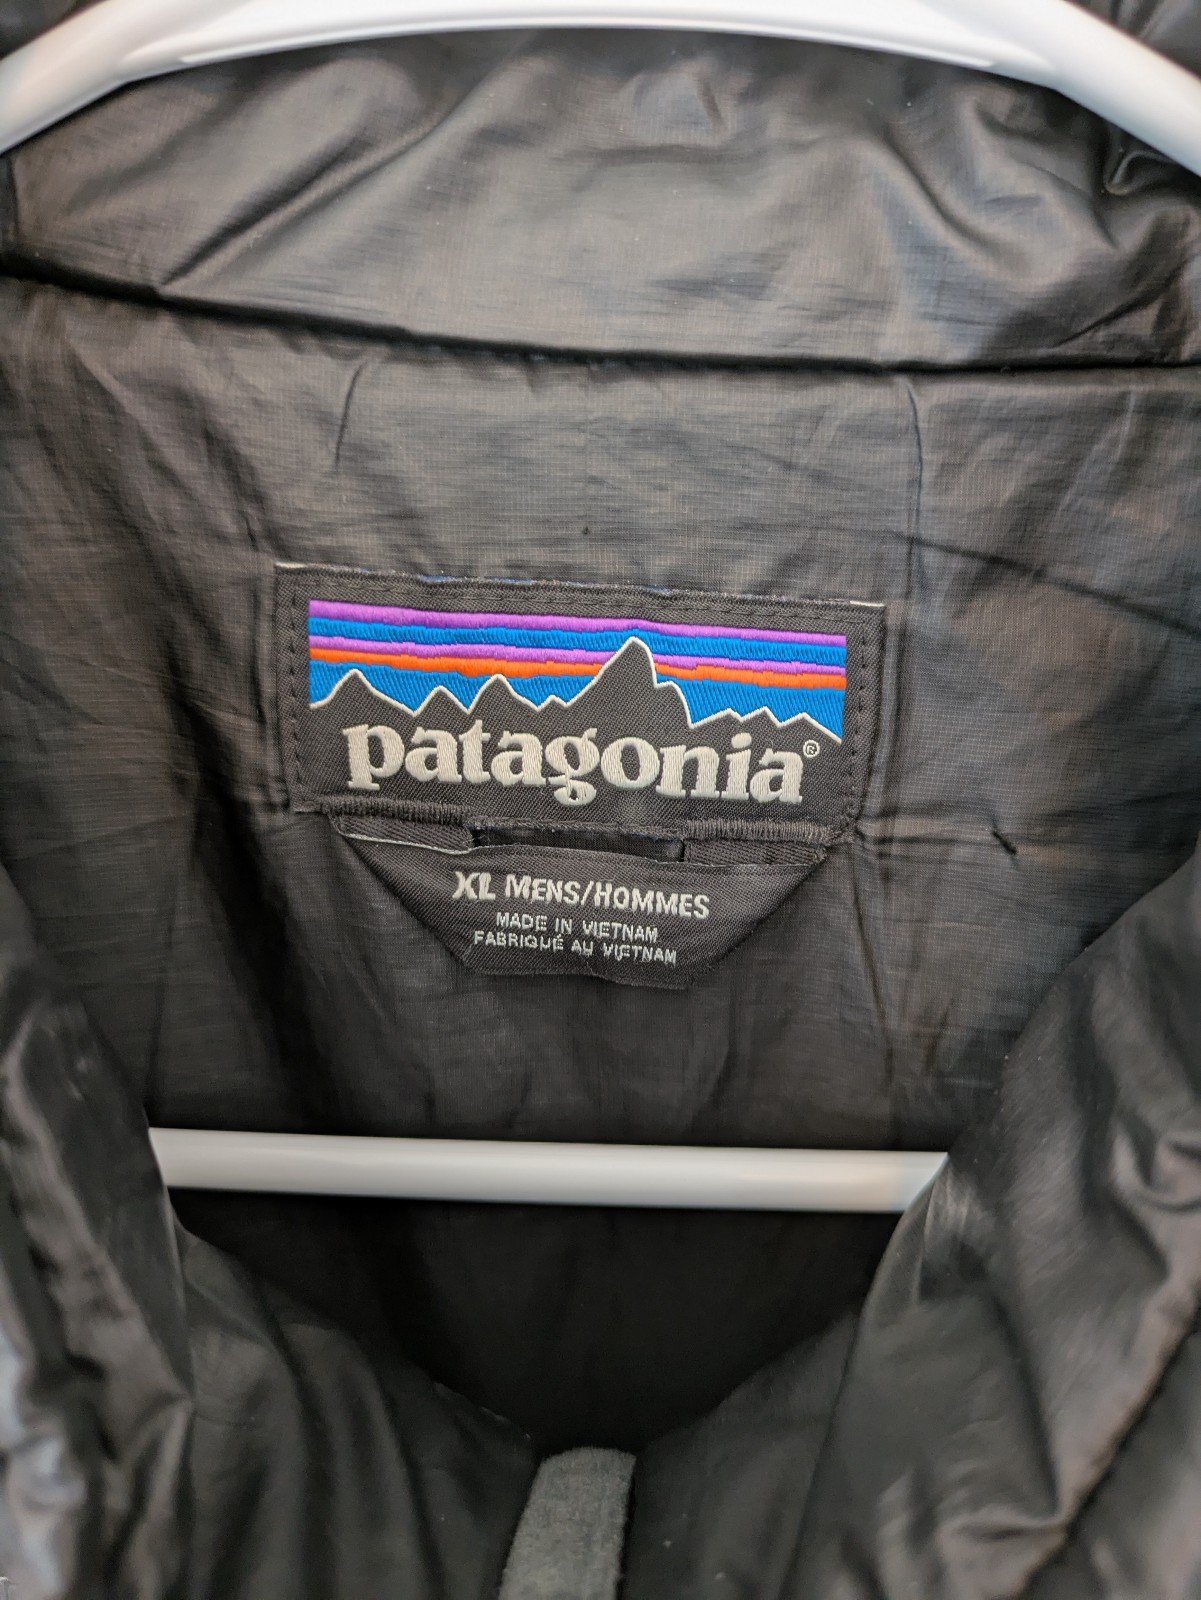 patagonia®
XL MENS/HOMMES
MADE IN VIETNAM
FABRIQUÉ AU VIETNAM